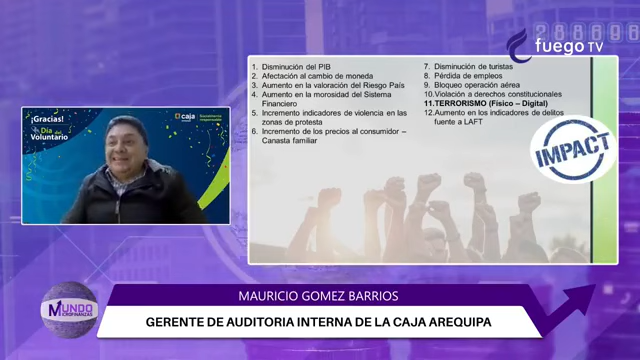 fuego TV
1. Disminución del PIB
2. Afectación al cambio de moneda
3. Aumento en la valoración del Riesgo País
4. Aumento en la morosidad del Sistema
Financiero
5. Incremento indicadores de violencia en las
zonas de protesta
6. Incremento de los precios al consumidor –
Canasta familiar
7. Disminución de turistas
8. Pérdida de empleos
9. Bloqueo operación aérea
10. Violación a derechos constitucionales
11. TERRORISMO (Físico – Digital)
12. Aumento en los indicadores de delitos
fuente a LAFT
IMPACT
¡Gracias!
Día del
Voluntario
caja
MUNDO
MICROFINANZAS
MAURICIO GOMEZ BARRIOS
GERENTE DE AUDITORIA INTERNA DE LA CAJA AREQUIPA